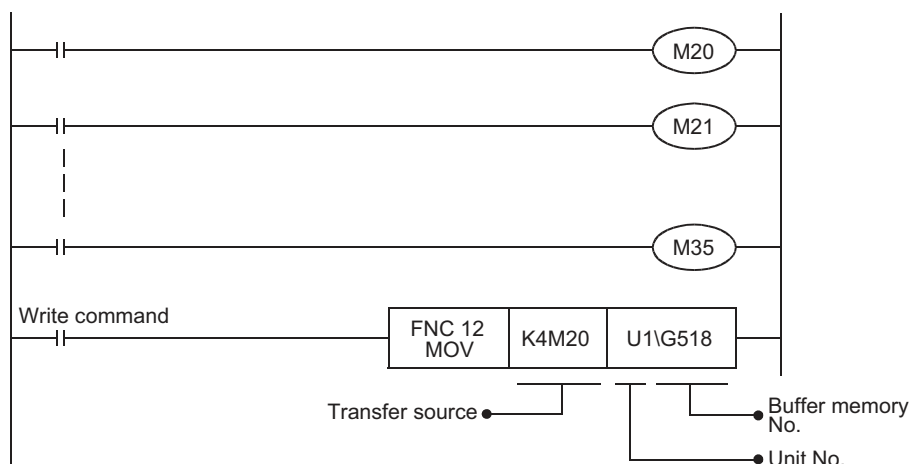 M20
M21
M35
Write command
FNC 12
MOV
K4M20
U1\G518
Transfer source
Buffer memory
No.
Unit No.